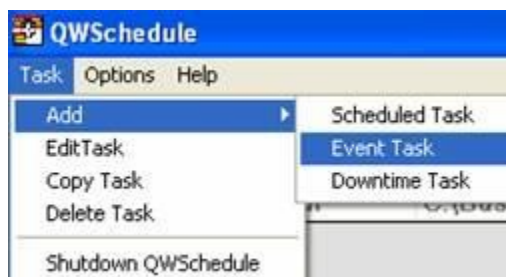 QWSchedule
Task Options Help
Add
Scheduled Task
EditTask
Event Task
Copy Task
Downtime Task
Delete Task
Shutdown QWSchedule